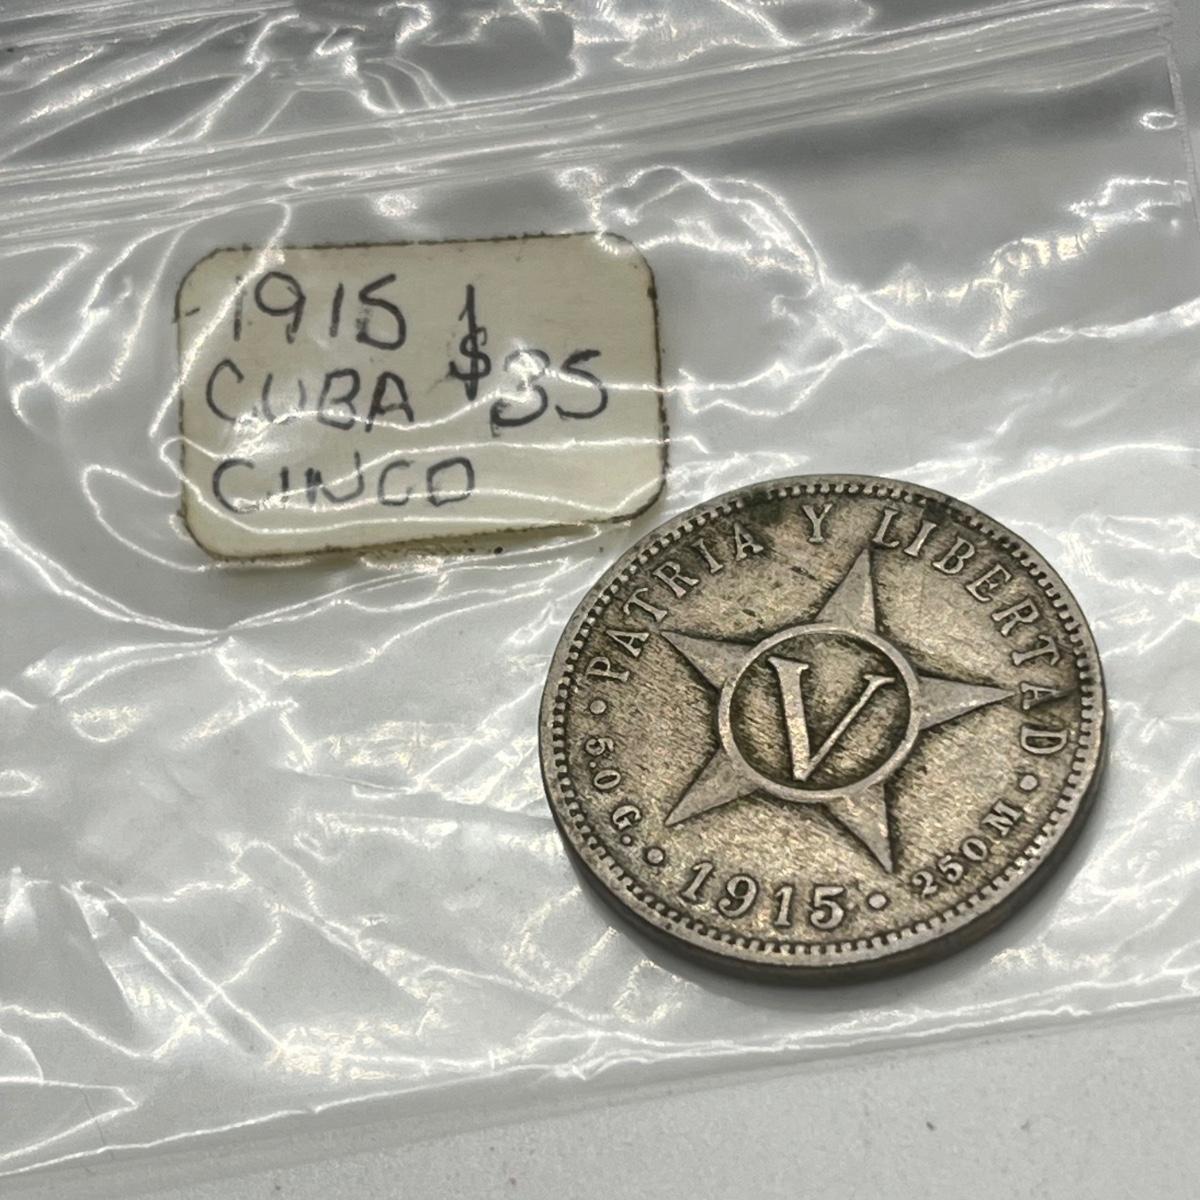 1915
CUBA $35
CINCO
PATRIA Y LIBERTAD
V
5.0 G.
1915
250 M